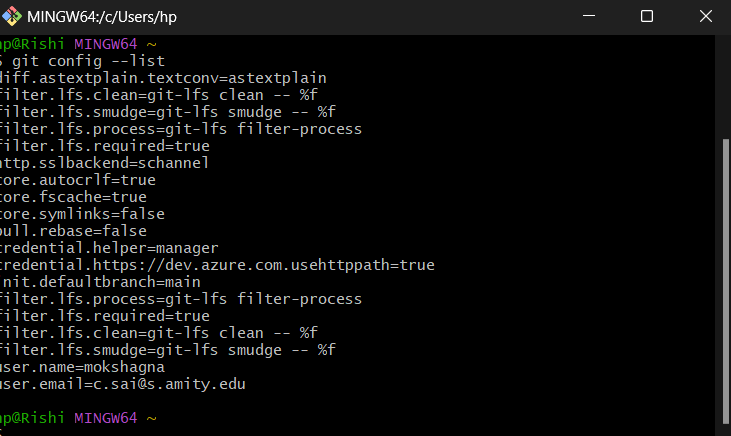 MINGW64:/c/Users/hp
hp@Rishi MINGW64 ~
$ git config --list
diff.astextplain.textconv=astextplain
filter.lfs.clean=git-lfs clean -- %f
filter.lfs.smudge=git-lfs smudge -- %f
filter.lfs.process=git-lfs filter-process
filter.lfs.required=true
http.sslbackend=schannel
core.autocrlf=true
core.fscache=true
core.symlinks=false
pull.rebase=false
credential.helper=manager
credential.https://dev.azure.com.usehttppath=true
init.defaultbranch=main
filter.lfs.process=git-lfs filter-process
filter.lfs.required=true
filter.lfs.clean=git-lfs clean -- %f
filter.lfs.smudge=git-lfs smudge -- %f
user.name=mokshagna
user.email=c.sai@s.amity.edu
hp@Rishi MINGW64 ~